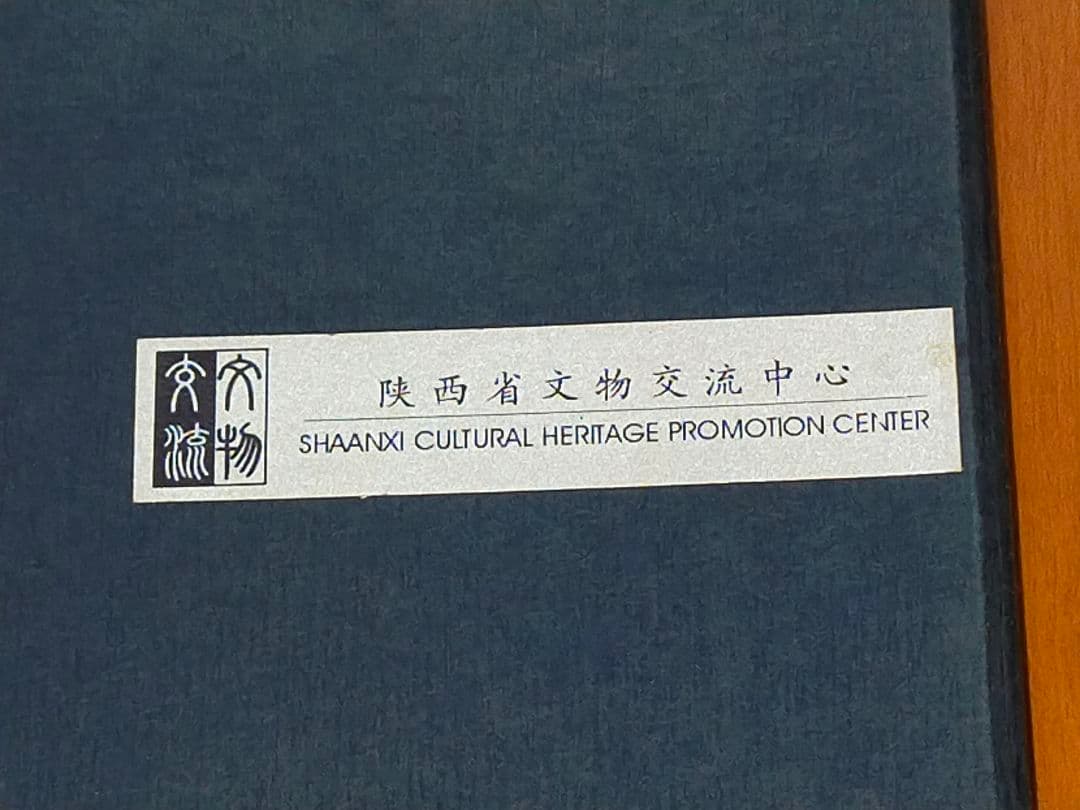 文物
交流
陕西省文物交流中心
SHAANXI CULTURAL HERITAGE PROMOTION CENTER